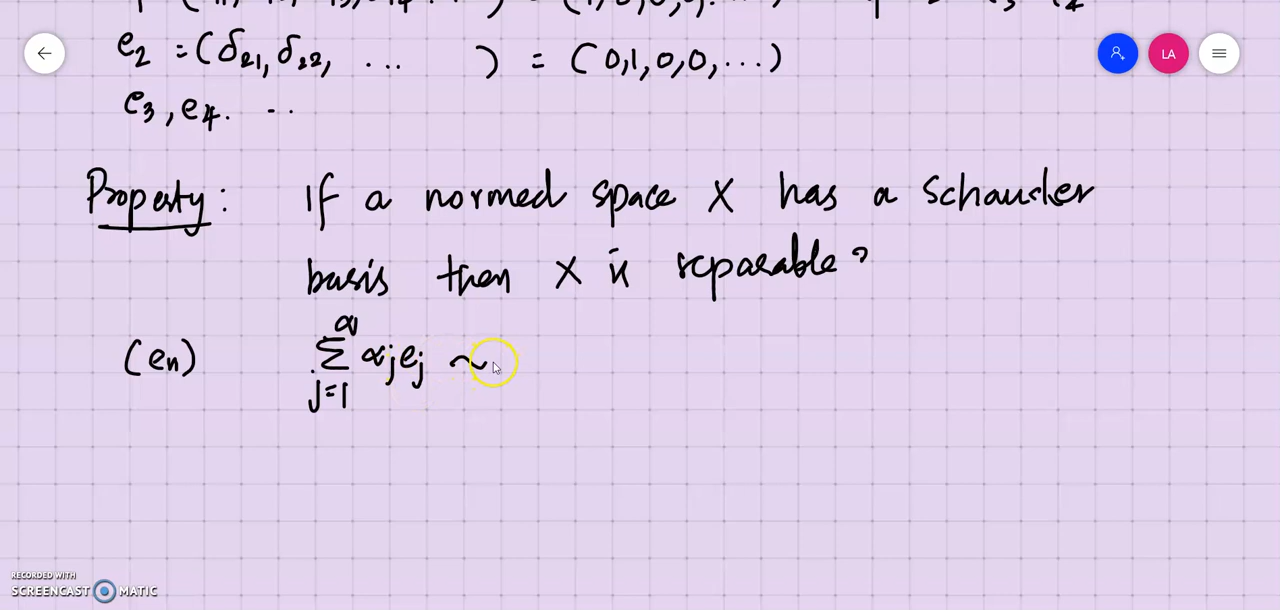 e2 = (δ21, δ22, ... ) = (0,1,0,0,...)
LA
e3, e4. ..
Property: If a normed space X has a schauder
basis then X is separable.
(en) ∞ Σ j=1 αj ej ~
RECORDED WITH
SCREENCAST MATIC